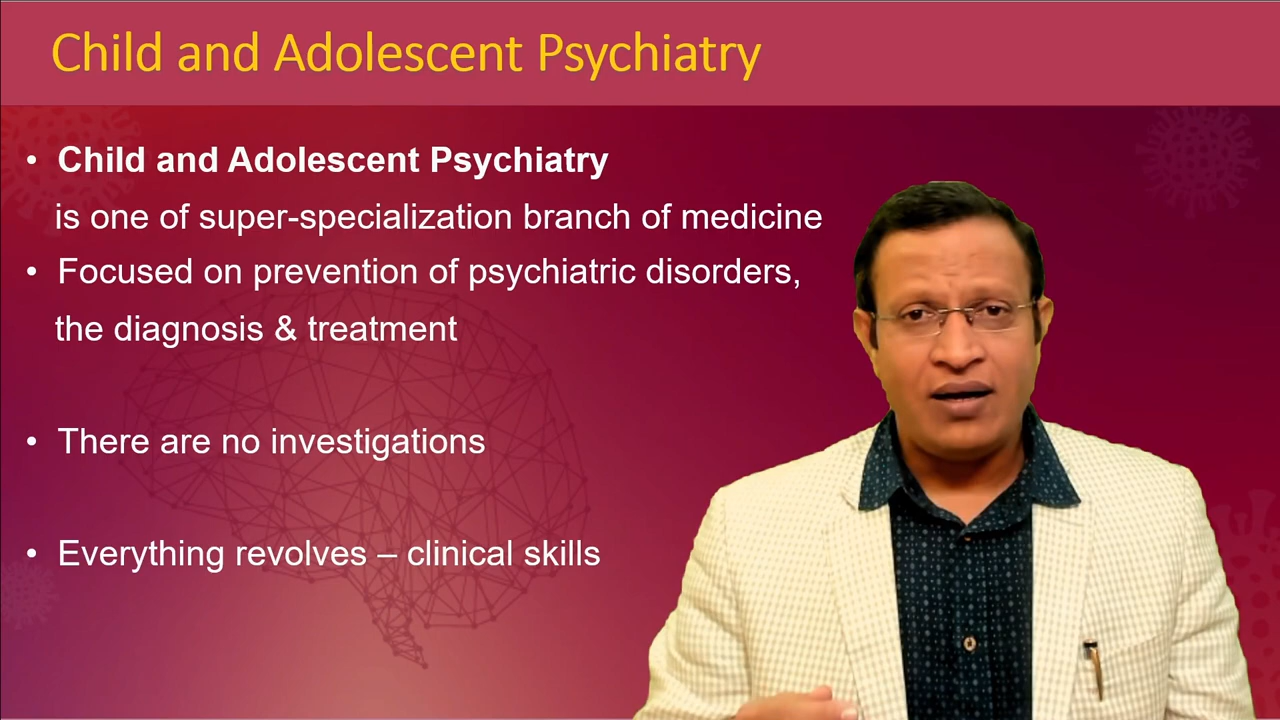 Child and Adolescent Psychiatry
• Child and Adolescent Psychiatry
is one of super-specialization branch of medicine
• Focused on prevention of psychiatric disorders,
the diagnosis & treatment
• There are no investigations
• Everything revolves – clinical skills